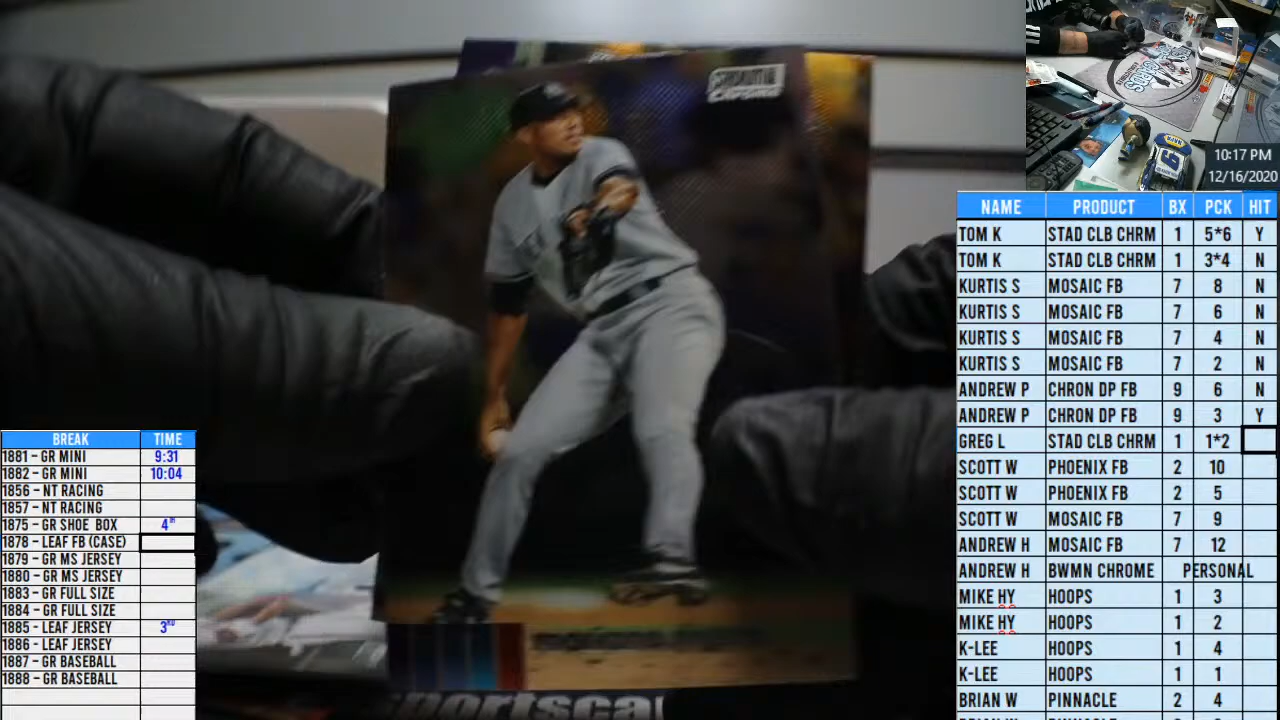 STADIUM CLUB
CHROME
sportscar
NAPA
9
10:17 PM
12/16/2020
NAME PRODUCT BX PCK HIT
TOM K STAD CLB CHRM 1 5*6 Y
TOM K STAD CLB CHRM 1 3*4 N
KURTIS S MOSAIC FB 7 8 N
KURTIS S MOSAIC FB 7 6 N
KURTIS S MOSAIC FB 7 4 N
KURTIS S MOSAIC FB 7 2 N
ANDREW P CHRON DP FB 9 6 N
ANDREW P CHRON DP FB 9 3 Y
GREG L STAD CLB CHRM 1 1*2
SCOTT W PHOENIX FB 2 10
SCOTT W PHOENIX FB 2 5
SCOTT W MOSAIC FB 7 9
ANDREW H MOSAIC FB 7 12
ANDREW H BWMN CHROME PERSONAL
MIKE HY HOOPS 1 3
MIKE HY HOOPS 1 2
K-LEE HOOPS 1 4
K-LEE HOOPS 1 1
BRIAN W PINNACLE 2 4
BREAK TIME
1881 – GR MINI 9:31
1882 – GR MINI 10:04
1856 – NT RACING
1857 – NT RACING
1875 – GR SHOE BOX 4TH
1878 – LEAF FB (CASE)
1879 – GR MS JERSEY
1880 – GR MS JERSEY
1883 – GR FULL SIZE
1884 – GR FULL SIZE
1885 – LEAF JERSEY 3RD
1886 – LEAF JERSEY
1887 – GR BASEBALL
1888 – GR BASEBALL